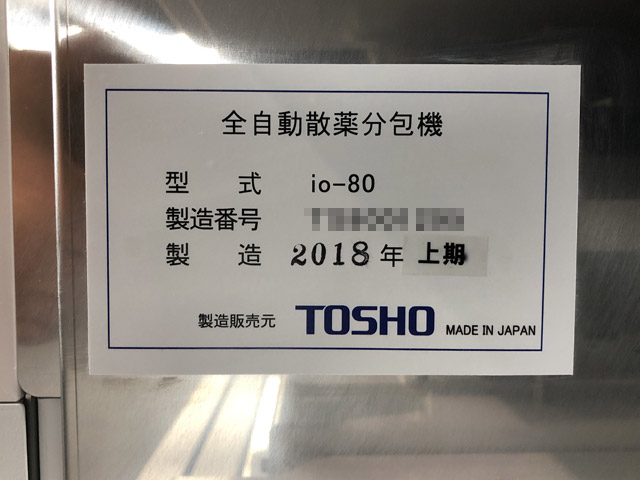 全自動散薬分包機
型 式 io-80
製造番号
製 造 2018年 上期
製造販売元 TOSHO MADE IN JAPAN